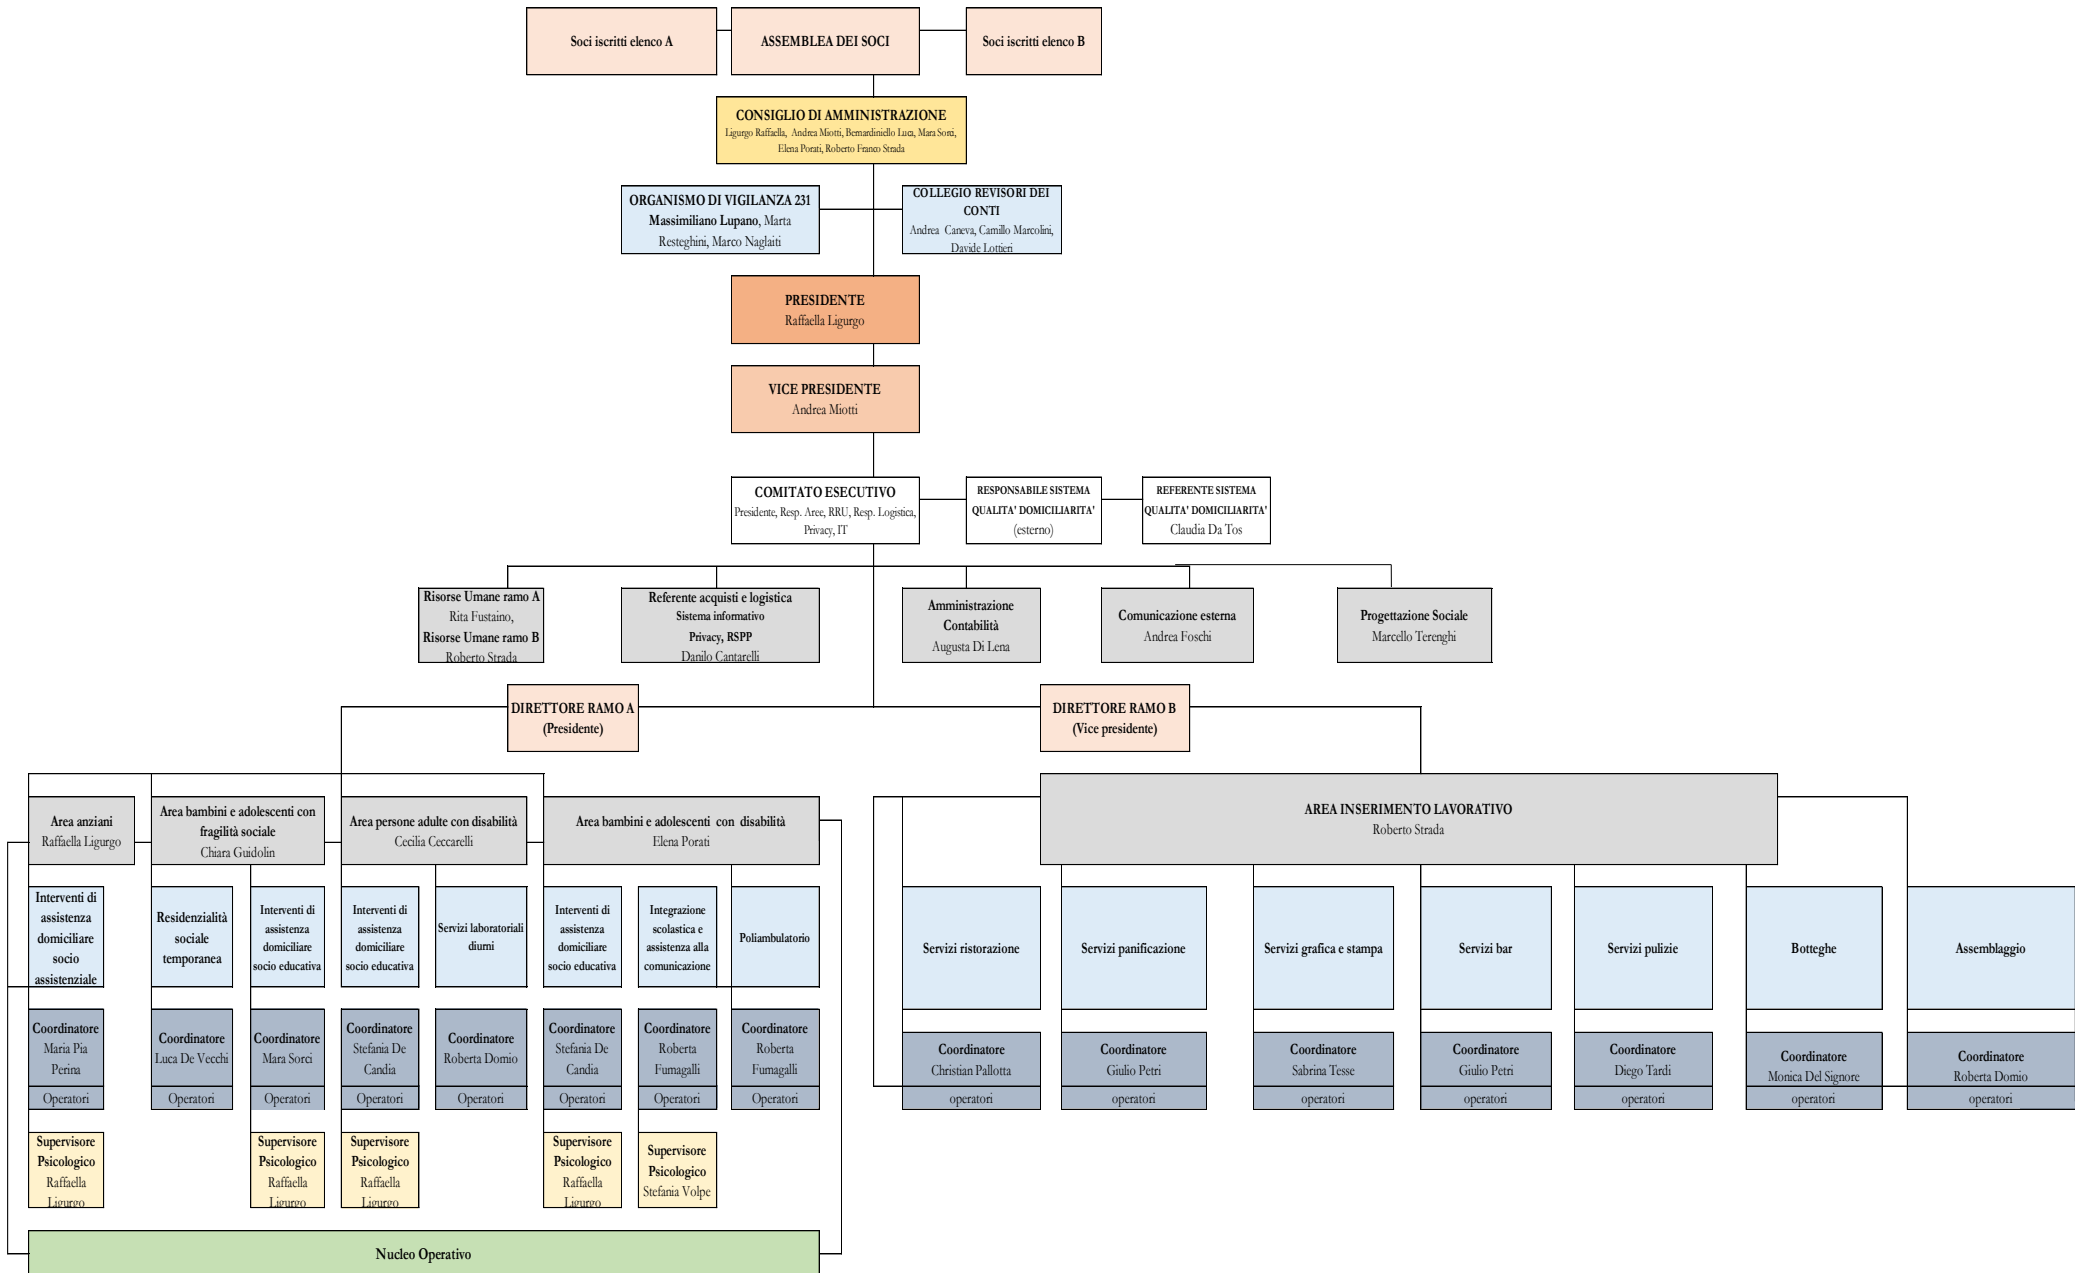 Soci iscritti elenco A
ASSEMBLEA DEI SOCI
Soci iscritti elenco B
CONSIGLIO DI AMMINISTRAZIONE
Ligurgo Raffaella, Andrea Miotti, Bernardiniello Luca, Mara Sorci,
Elena Porati, Roberto Franco Strada
ORGANISMO DI VIGILANZA 231
Massimiliano Lupano, Marta
Resteghini, Marco Naglaiti
COLLEGIO REVISORI DEI
CONTI
Andrea Caneva, Camillo Marcolini,
Davide Lottieri
PRESIDENTE
Raffaella Ligurgo
VICE PRESIDENTE
Andrea Miotti
COMITATO ESECUTIVO
Presidente, Resp. Aree, RRU, Resp. Logistica,
Privacy, IT
RESPONSABILE SISTEMA
QUALITA' DOMICILIARITA'
(esterno)
REFERENTE SISTEMA
QUALITA' DOMICILIARITA'
Claudia Da Tos
Risorse Umane ramo A
Rita Fustaino,
Risorse Umane ramo B
Roberto Strada
Referente acquisti e logistica
Sistema informativo
Privacy, RSPP
Danilo Cantarelli
Amministrazione
Contabilità
Augusta Di Lena
Comunicazione esterna
Andrea Foschi
Progettazione Sociale
Marcello Terenghi
DIRETTORE RAMO A
(Presidente)
DIRETTORE RAMO B
(Vice presidente)
Area anziani
Raffaella Ligurgo
Area bambini e adolescenti con
fragilità sociale
Chiara Guidolin
Area persone adulte con disabilità
Cecilia Ceccarelli
Area bambini e adolescenti con disabilità
Elena Porati
AREA INSERIMENTO LAVORATIVO
Roberto Strada
Interventi di
assistenza
domiciliare
socio
assistenziale
Residenzialità
sociale
temporanea
Interventi di
assistenza
domiciliare
socio educativa
Interventi di
assistenza
domiciliare
socio educativa
Servizi laboratoriali
diurni
Interventi di
assistenza
domiciliare
socio educativa
Integrazione
scolastica e
assistenza alla
comunicazione
Poliambulatorio
Servizi ristorazione
Servizi panificazione
Servizi grafica e stampa
Servizi bar
Servizi pulizie
Botteghe
Assemblaggio
Coordinatore
Maria Pia
Perina
Operatori
Coordinatore
Luca De Vecchi
Operatori
Coordinatore
Mara Sorci
Operatori
Coordinatore
Stefania De
Candia
Operatori
Coordinatore
Roberta Domio
Operatori
Coordinatore
Stefania De
Candia
Operatori
Coordinatore
Roberta
Fumagalli
Operatori
Coordinatore
Roberta
Fumagalli
Operatori
Coordinatore
Christian Pallotta
operatori
Coordinatore
Giulio Petri
operatori
Coordinatore
Sabrina Tesse
operatori
Coordinatore
Giulio Petri
operatori
Coordinatore
Diego Tardi
operatori
Coordinatore
Monica Del Signore
operatori
Coordinatore
Roberta Domio
operatori
Supervisore
Psicologico
Raffaella
Ligurgo
Supervisore
Psicologico
Raffaella
Ligurgo
Supervisore
Psicologico
Raffaella
Ligurgo
Supervisore
Psicologico
Raffaella
Ligurgo
Supervisore
Psicologico
Stefania Volpe
Nucleo Operativo